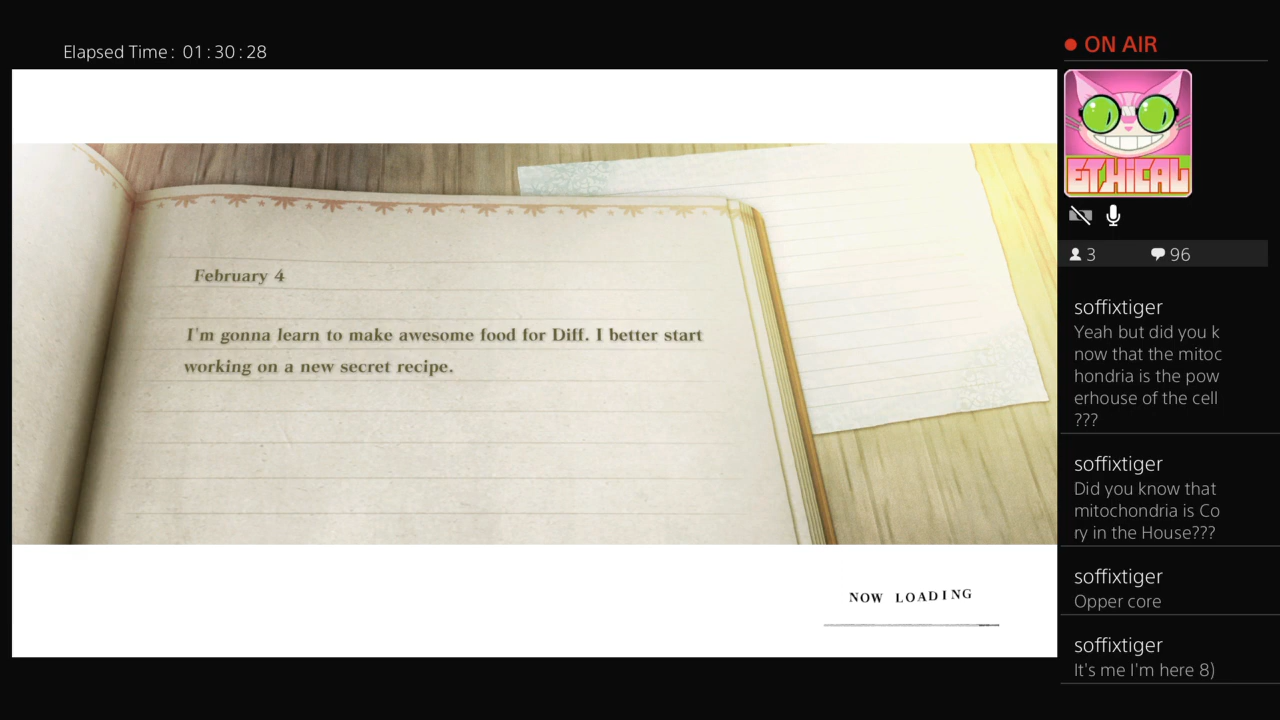 Elapsed Time: 01:30:28
ON AIR
ETHICAL
3
96
February 4
I'm gonna learn to make awesome food for Diff. I better start
working on a new secret recipe.
NOW LOADING
soffixtiger
Yeah but did you k
now that the mitoc
hondria is the pow
erhouse of the cell
???
soffixtiger
Did you know that
mitochondria is Co
ry in the House???
soffixtiger
Opper core
soffixtiger
It's me I'm here 8)